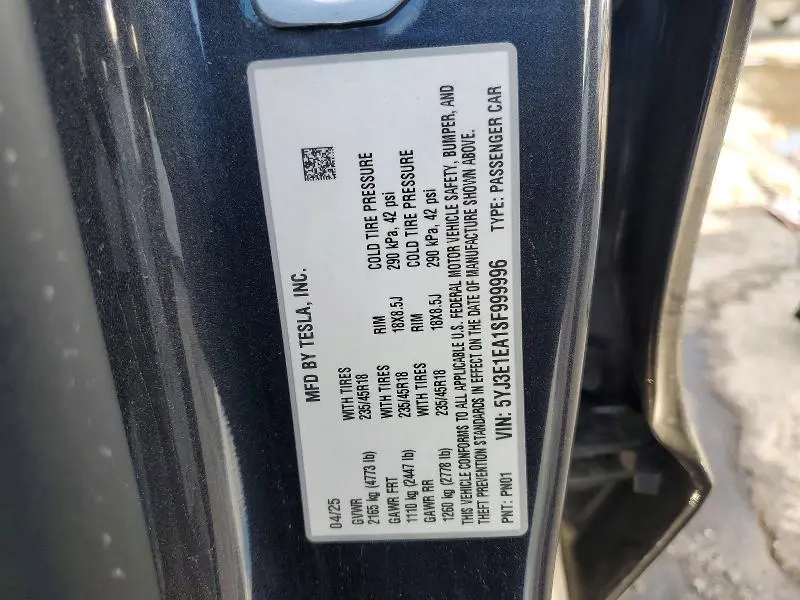 MFD BY TESLA, INC.
04/25
GVWR WITH TIRES RIM COLD TIRE PRESSURE
2165 kg (4773 lb) 235/45R18 18X8.5J 290 kPa, 42 psi
GAWR FRT WITH TIRES RIM COLD TIRE PRESSURE
1110 kg (2447 lb) 235/45R18 18X8.5J 290 kPa, 42 psi
GAWR RR WITH TIRES
1260 kg (2778 lb) 235/45R18
THIS VEHICLE CONFORMS TO ALL APPLICABLE U.S. FEDERAL MOTOR VEHICLE SAFETY, BUMPER, AND
THEFT PREVENTION STANDARDS IN EFFECT ON THE DATE OF MANUFACTURE SHOWN ABOVE.
PNT: PN01 VIN: 5YJ3E1EA1SF999996 TYPE: PASSENGER CAR